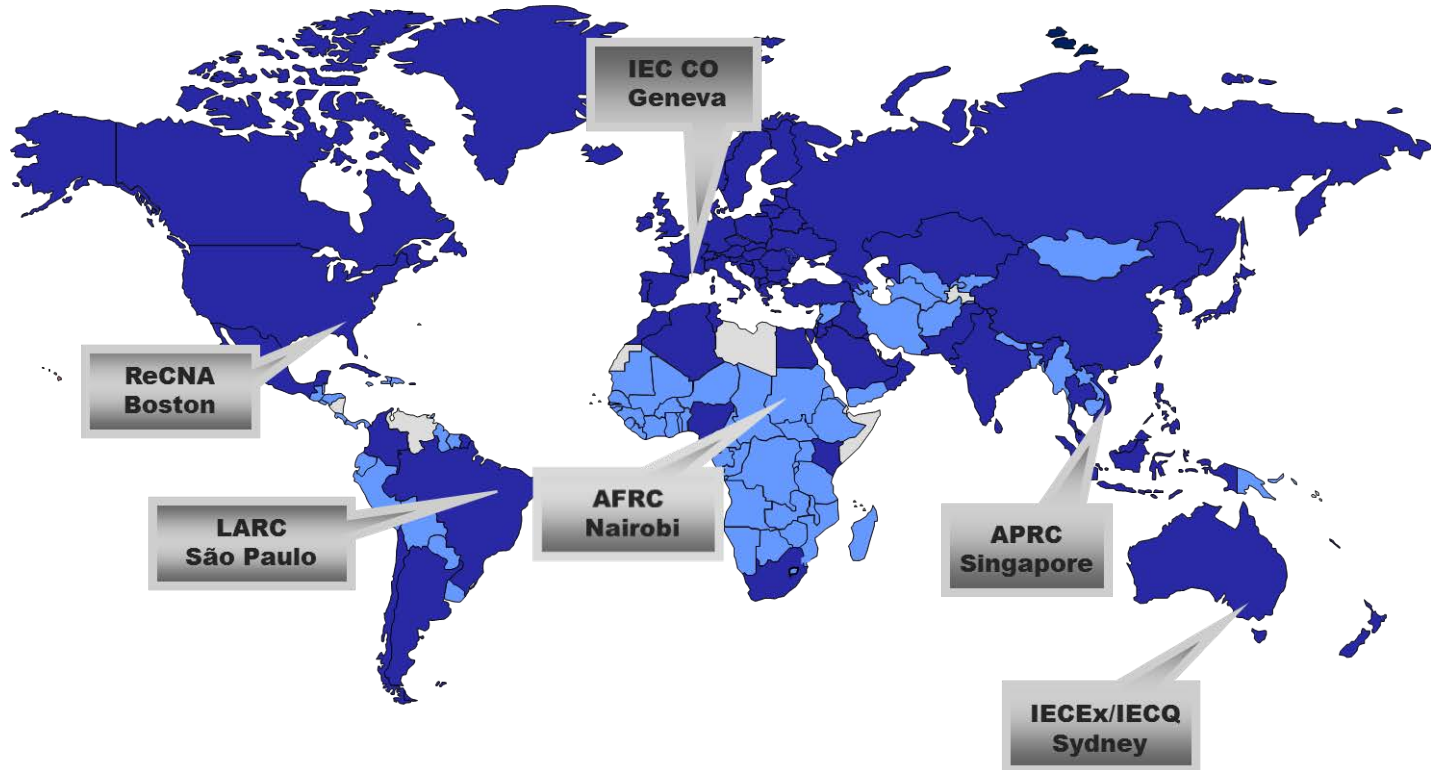 IEC CO
Geneva
ReCNA
Boston
LARC
São Paulo
AFRC
Nairobi
APRC
Singapore
IECEx/IECQ
Sydney